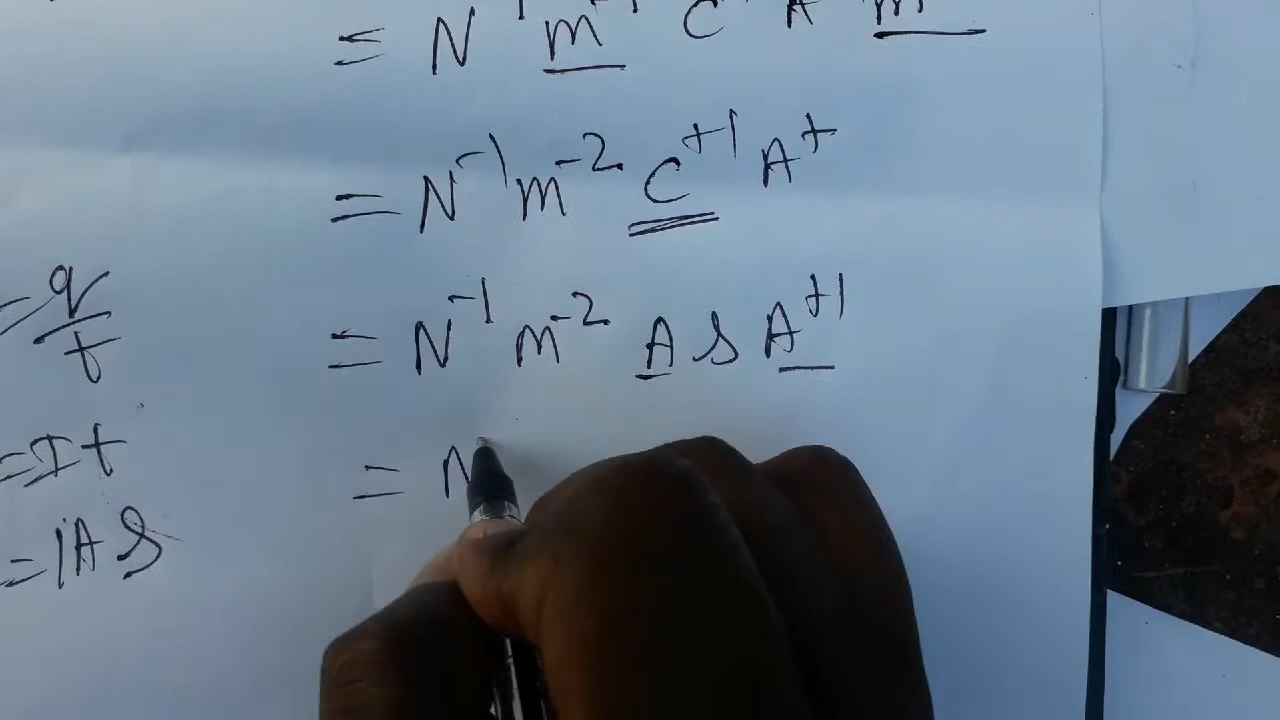 = N⁻¹ m⁻² C⁺¹ A⁺
= N⁻¹ m⁻² A S A⁺¹
= N
= q/t
= It
= 1A S